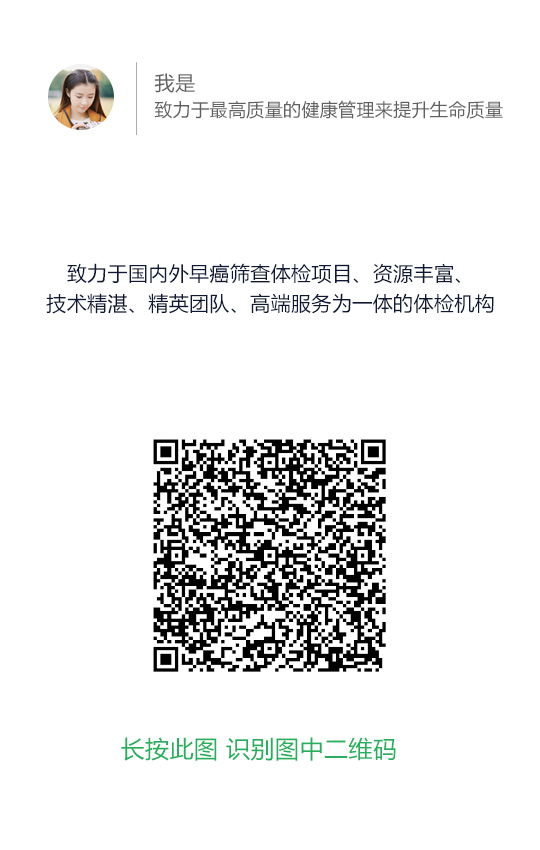 我是
致力于最高质量的健康管理来提升生命质量
致力于国内外早癌筛查体检项目、资源丰富、
技术精湛、精英团队、高端服务为一体的体检机构
长按此图 识别图中二维码